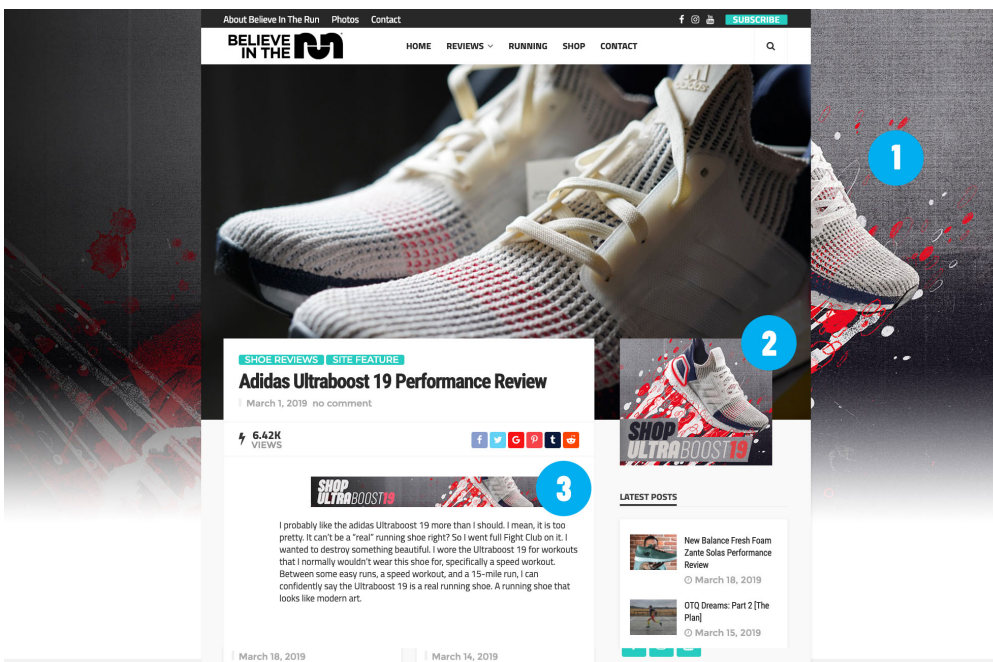 About Believe In The Run Photos Contact
SUBSCRIBE
BELIEVE
IN THE
HOME REVIEWS RUNNING SHOP CONTACT
adidas
1
2
SHOE REVIEWS SITE FEATURE
Adidas Ultraboost 19 Performance Review
March 1, 2019 no comment
6.42K
VIEWS
SHOP
ULTRABOOST19
SHOP
ULTRABOOST19
3
I probably like the adidas Ultraboost 19 more than I should. I mean, it is too
pretty. It can't be a “real” running shoe right? So I went full Fight Club on it. I
wanted to destroy something beautiful. I wore the Ultraboost 19 for workouts
that I normally wouldn't wear this shoe for, specifically a speed workout.
Between some easy runs, a speed workout, and a 15-mile run, I can
confidently say the Ultraboost 19 is a real running shoe. A running shoe that
looks like modern art.
LATEST POSTS
New Balance Fresh Foam
Zante Solas Performance
Review
March 18, 2019
OTQ Dreams: Part 2 [The
Plan]
March 15, 2019
March 18, 2019
March 14, 2019